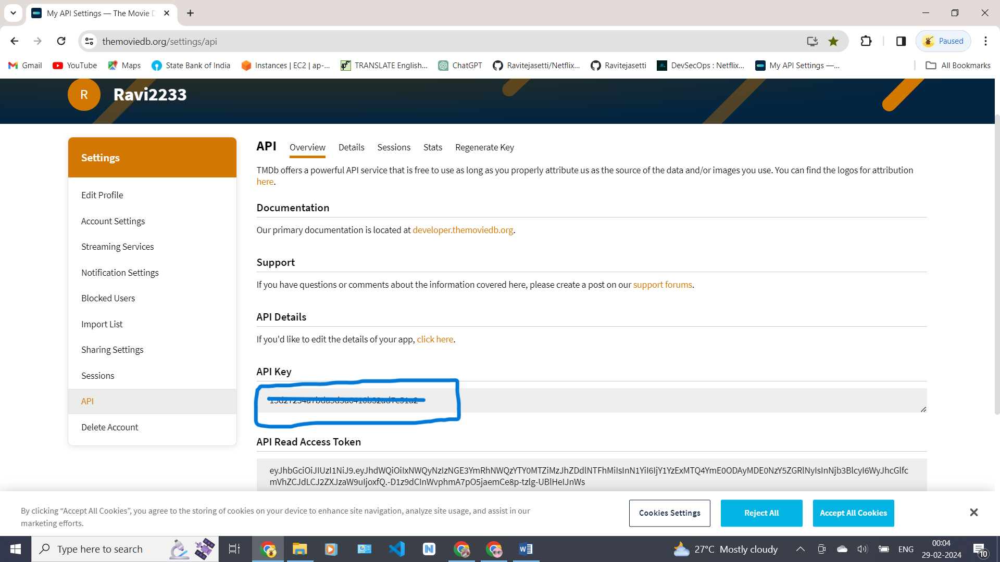 My API Settings — The Movie D
themoviedb.org/settings/api
Paused
Gmail
YouTube
Maps
State Bank of India
Instances | EC2 | ap-...
TRANSLATE English...
ChatGPT
Ravitejasetti/Netflix...
Ravitejasetti
DevSecOps : Netflix...
My API Settings —...
All Bookmarks
R
Ravi2233
Settings
Edit Profile
Account Settings
Streaming Services
Notification Settings
Blocked Users
Import List
Sharing Settings
Sessions
API
Delete Account
API Overview Details Sessions Stats Regenerate Key
TMDb offers a powerful API service that is free to use as long as you properly attribute us as the source of the data and/or images you use. You can find the logos for attribution
here.
Documentation
Our primary documentation is located at developer.themoviedb.org.
Support
If you have questions or comments about the information covered here, please create a post on our support forums.
API Details
If you'd like to edit the details of your app, click here.
API Key
API Read Access Token
By clicking “Accept All Cookies”, you agree to the storing of cookies on your device to enhance site navigation, analyze site usage, and assist in our
marketing efforts.
Cookies Settings
Reject All
Accept All Cookies
Type here to search
27°C Mostly cloudy
ENG
00:04
29-02-2024
10